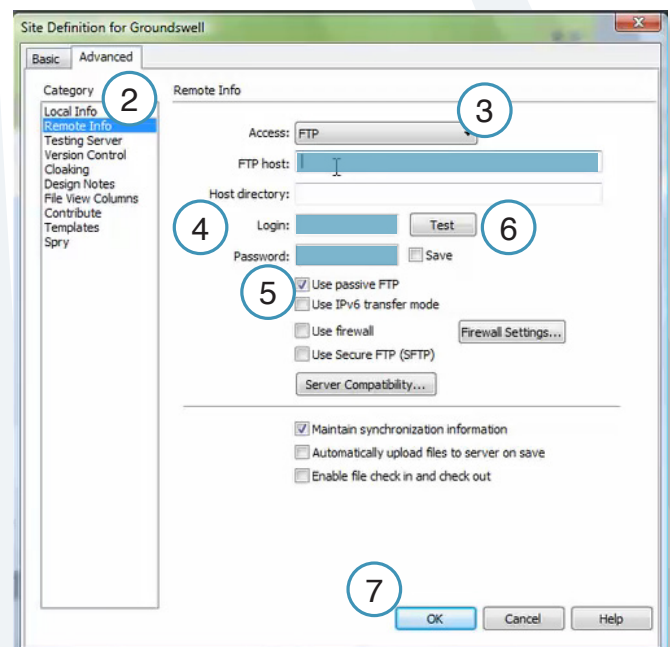 Site Definition for Groundswell
Basic Advanced
Category 2 Remote Info
Local Info
Remote Info
Testing Server
Version Control
Cloaking
Design Notes
File View Columns
Contribute
Templates
Spry
3
Access: FTP
FTP host:
Host directory:
4 Login: Test 6
Password: Save
5 Use passive FTP
Use IPv6 transfer mode
Use firewall Firewall Settings...
Use Secure FTP (SFTP)
Server Compatibility...
Maintain synchronization information
Automatically upload files to server on save
Enable file check in and check out
7
OK Cancel Help